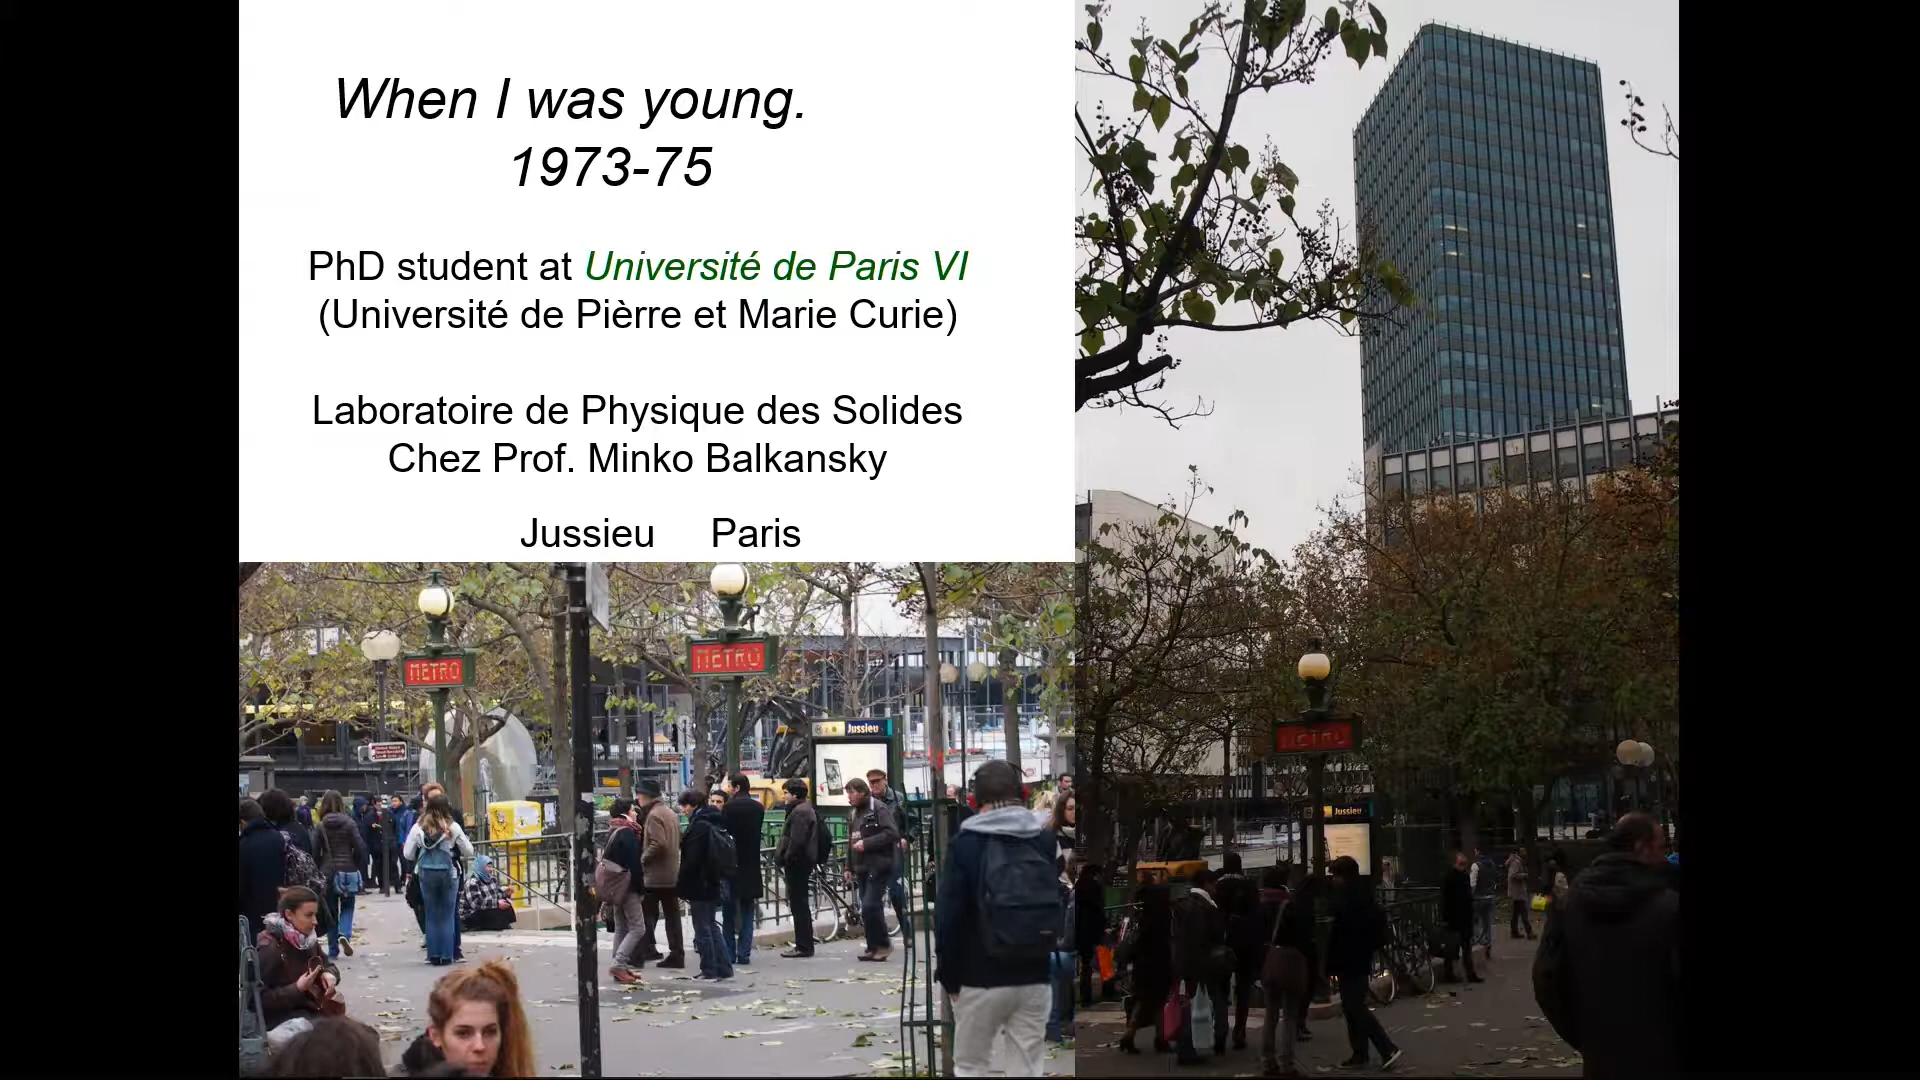 When I was young.
1973-75
PhD student at Université de Paris VI
(Université de Pièrre et Marie Curie)
Laboratoire de Physique des Solides
Chez Prof. Minko Balkansky
Jussieu Paris
METRO
METRO
Jussieu
METRO
Jussieu